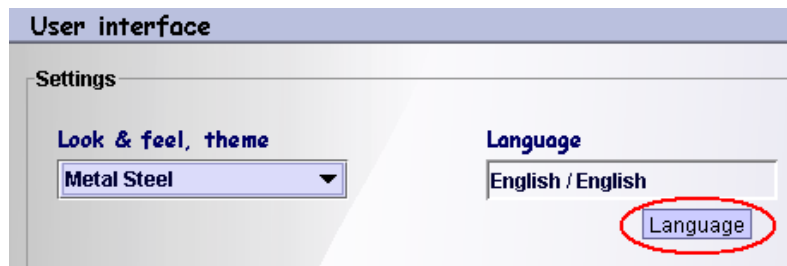 User interface
Settings
Look & feel, theme
Metal Steel
Language
English / English
Language